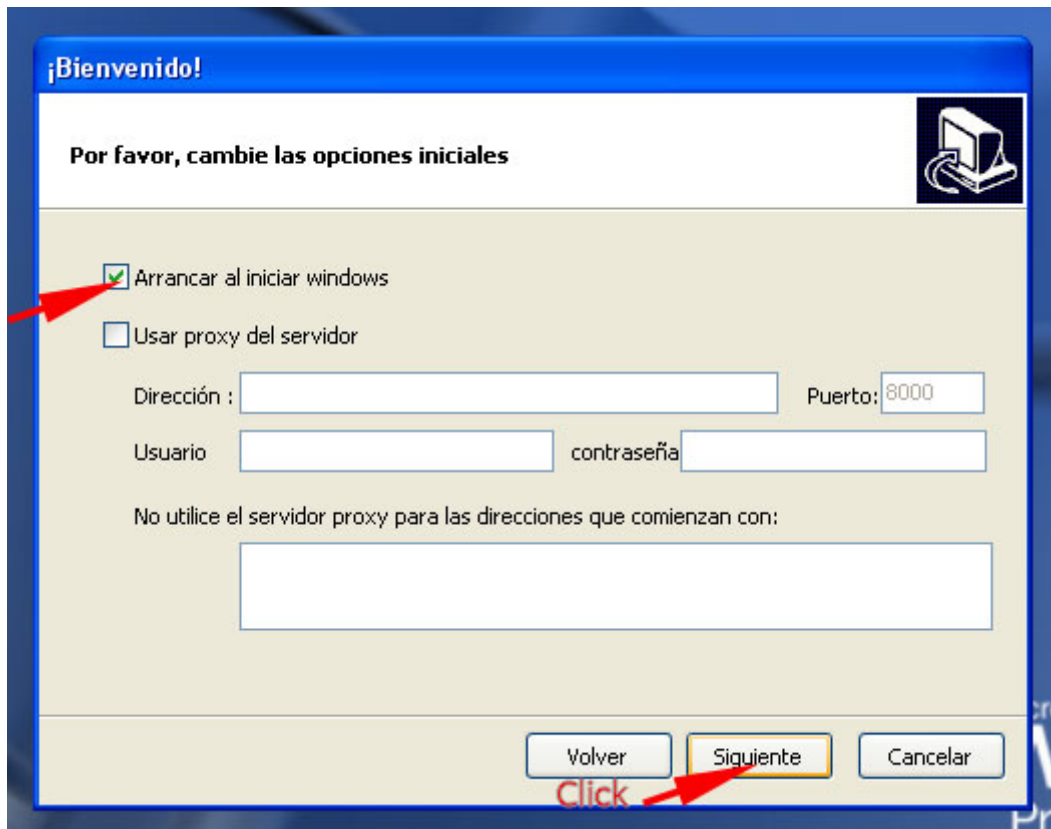 ¡Bienvenido!
Por favor, cambie las opciones iniciales
Arrancar al iniciar windows
Usar proxy del servidor
Dirección : Puerto: 8000
Usuario contraseña
No utilice el servidor proxy para las direcciones que comienzan con:
Volver Siguiente Cancelar
Click